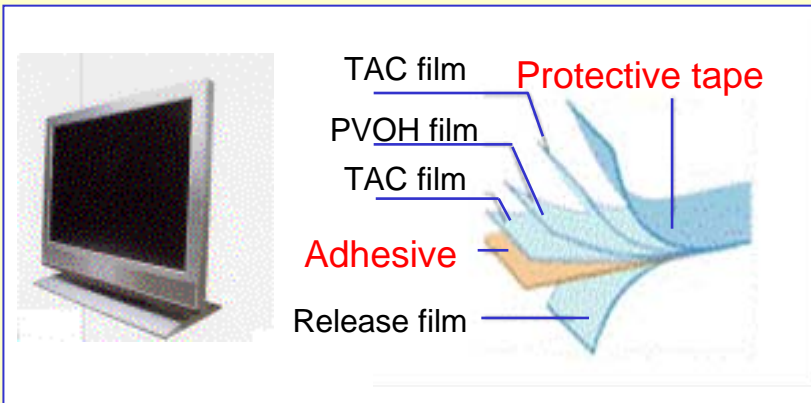 TAC film
Protective tape
PVOH film
TAC film
Adhesive
Release film